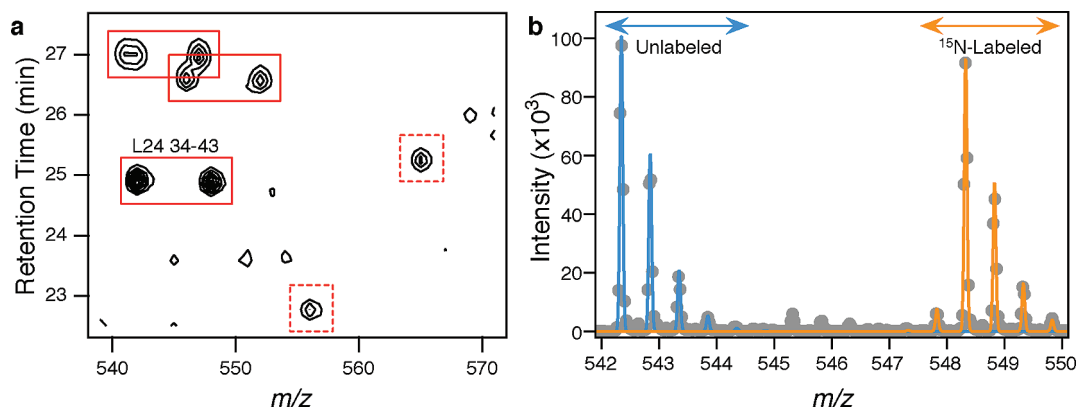 a
Retention Time (min)
27
26
25
24
23
L24 34-43
540
550
560
570
m/z
b
Intensity (x10³)
100
80
60
40
20
0
Unlabeled
¹⁵N-Labeled
542
543
544
545
546
547
548
549
550
m/z